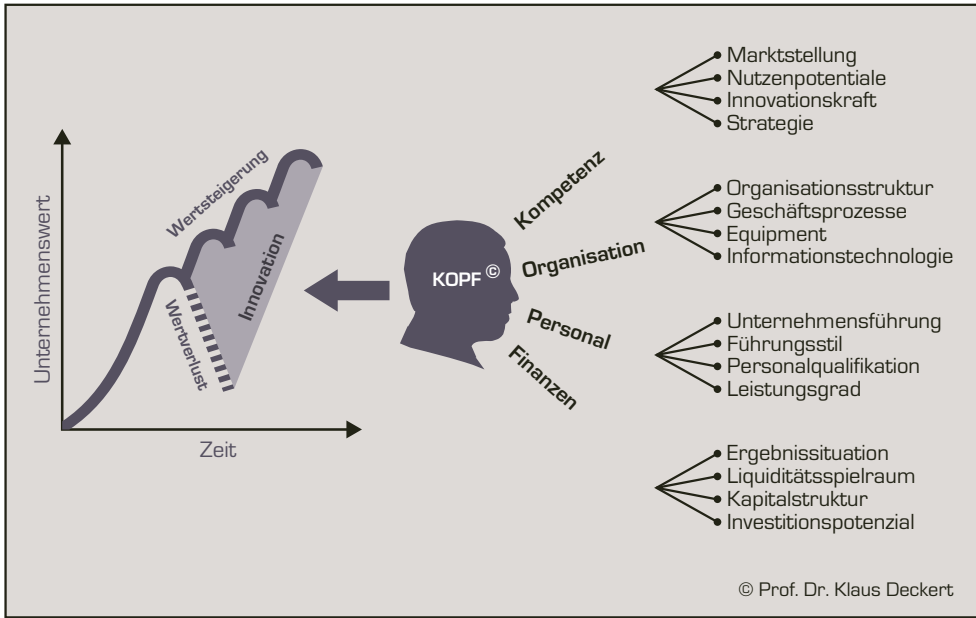 Unternehmenswert
Zeit
Wertsteigerung
Wertverlust
Innovation
KOPF ©
Kompetenz
Organisation
Personal
Finanzen
Marktstellung
Nutzenpotentiale
Innovationskraft
Strategie
Organisationsstruktur
Geschäftsprozesse
Equipment
Informationstechnologie
Unternehmensführung
Führungsstil
Personalqualifikation
Leistungsgrad
Ergebnissituation
Liquiditätsspielraum
Kapitalstruktur
Investitionspotenzial
© Prof. Dr. Klaus Deckert